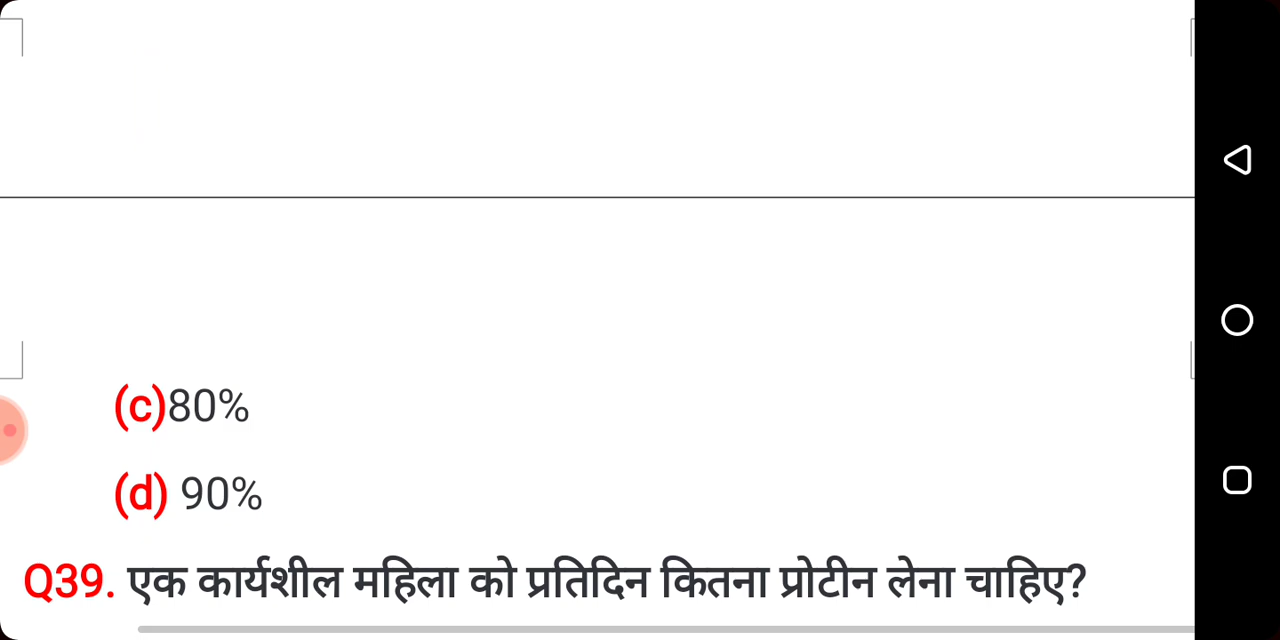 (c)80%
(d) 90%
Q39. एक कार्यशील महिला को प्रतिदिन कितना प्रोटीन लेना चाहिए?